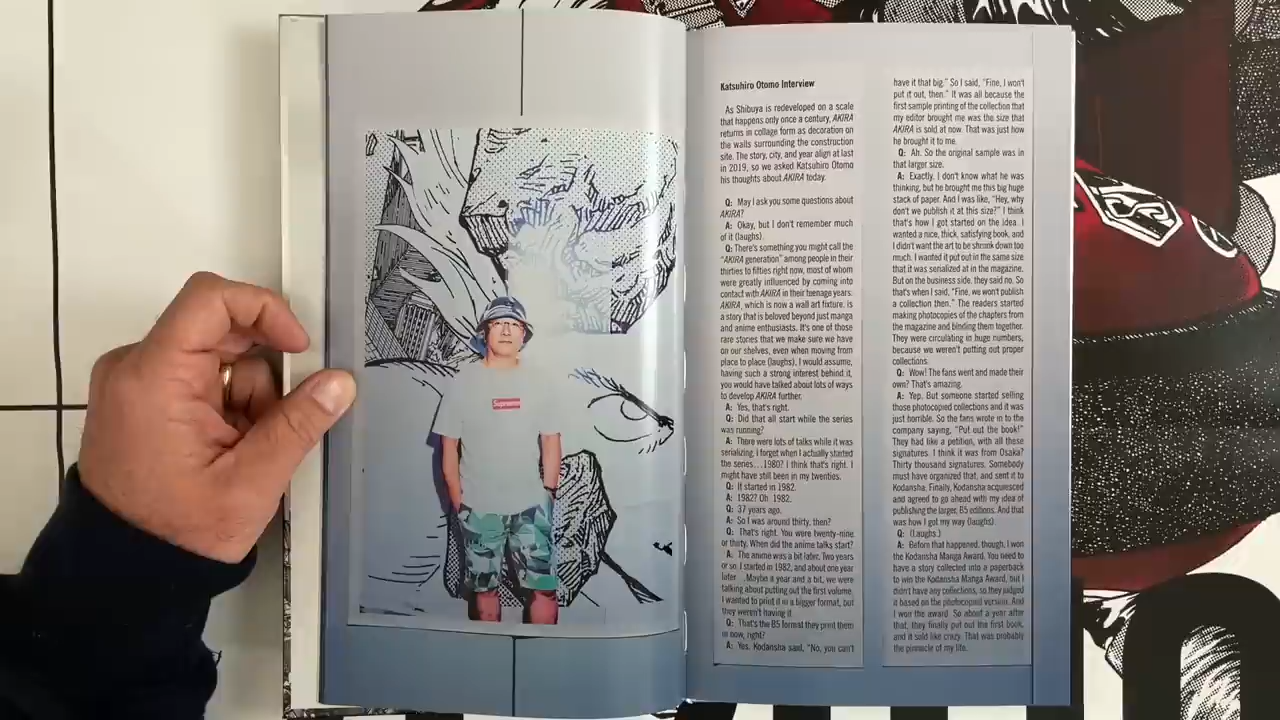 Supreme
Katsuhiro Otomo Interview
As Shibuya is redeveloped on a scale
that happens only once a century, AKIRA
returns in collage form as decoration on
the walls surrounding the construction
site. The story, city, and year align at last
in 2019, so we asked Katsuhiro Otomo
his thoughts about AKIRA today.
Q: May I ask you some questions about
AKIRA?
A: Okay, but I don't remember much
of it (laughs).
Q: There's something you might call the
"AKIRA generation" among people in their
thirties to fifties right now, most of whom
were greatly influenced by coming into
contact with AKIRA in their teenage years.
AKIRA, which is now a wall art fixture, is
a story that is beloved beyond just manga
and anime enthusiasts. It's one of those
rare stories that we make sure we have
on our shelves, even when moving from
place to place (laughs). I would assume,
having such a strong interest behind it,
you would have talked about lots of ways
to develop AKIRA further.
A: Yes, that's right.
Q: Did that all start while the series
was running?
A: There were lots of talks while it was
serializing. I forget when I actually started
the series…1980? I think that's right. I
might have still been in my twenties.
Q: It started in 1982.
A: 1982? Oh. 1982.
Q: 37 years ago.
A: So I was around thirty, then?
Q: That's right. You were twenty-nine
or thirty. When did the anime talks start?
A: The anime was a bit later. Two years
or so. I started in 1982, and about one year
later…Maybe a year and a bit, we were
talking about putting out the first volume.
I wanted to print it in a bigger format, but
they weren't having it.
Q: That's the B5 format they print them
in now, right?
A: Yes. Kodansha said, "No, you can't
have it that big." So I said, "Fine, I won't
put it out, then." It was all because the
first sample printing of the collection that
my editor brought me was the size that
AKIRA is sold at now. That was just how
he brought it to me.
Q: Ah. So the original sample was in
that larger size.
A: Exactly. I don't know what he was
thinking, but he brought me this big huge
stack of paper. And I was like, "Hey, why
don't we publish it at this size?" I think
that's how I got started on the idea. I
wanted a nice, thick, satisfying book, and
I didn't want the art to be shrunk down too
much. I wanted it put out in the same size
that it was serialized at in the magazine.
But on the business side, they said no. So
that's when I said, "Fine, we won't publish
a collection then." The readers started
making photocopies of the chapters from
the magazine and binding them together.
They were circulating in huge numbers,
because we weren't putting out proper
collections.
Q: Wow! The fans went and made their
own? That's amazing.
A: Yep. But someone started selling
those photocopied collections and it was
just horrible. So the fans wrote in to the
company saying, "Put out the book!"
They had like a petition, with all these
signatures. I think it was from Osaka?
Thirty thousand signatures. Somebody
must have organized that, and sent it to
Kodansha. Finally, Kodansha acquiesced
and agreed to go ahead with my idea of
publishing the larger, B5 editions. And that
was how I got my way (laughs).
Q: (Laughs.)
A: Before that happened, though, I won
the Kodansha Manga Award. You need to
have a story collected into a paperback
to win the Kodansha Manga Award, but I
didn't have any collections, so they judged
it based on the photocopied version. And
I won the award. So about a year after
that, they finally put out the first book,
and it sold like crazy. That was probably
the pinnacle of my life.